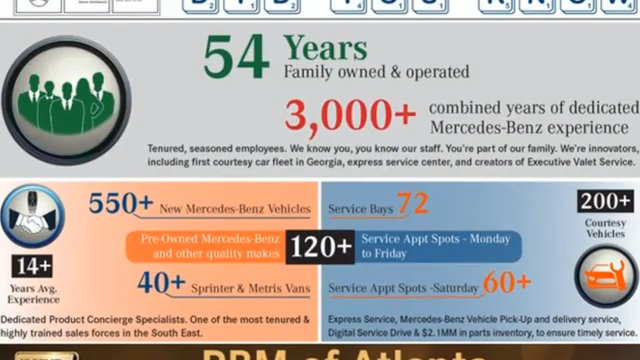 DID YOU KNOW
54 Years
Family owned & operated
3,000+ combined years of dedicated
Mercedes-Benz experience
Tenured, seasoned employees. We know you, you know our staff. You're part of our family. We're innovators,
including first courtesy car fleet in Georgia, express service center, and creators of Executive Valet Service.
14+
Years Avg.
Experience
550+ New Mercedes-Benz Vehicles
Pre-Owned Mercedes-Benz
and other quality makes
120+
40+ Sprinter & Metris Vans
Dedicated Product Concierge Specialists. One of the most tenured &
highly trained sales forces in the South East.
Service Bays 72
Service Appt Spots - Monday
to Friday
Service Appt Spots -Saturday 60+
200+
Courtesy
Vehicles
Express Service, Mercedes-Benz Vehicle Pick-Up and delivery service,
Digital Service Drive & $2.1MM in parts inventory, to ensure timely service.
of Atlanta